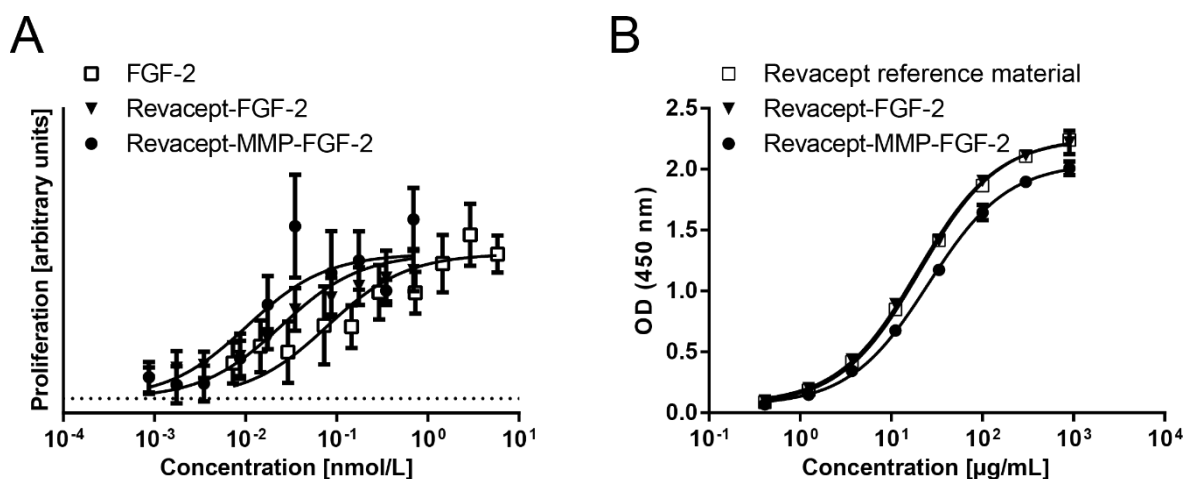 A
FGF-2
Revacept-FGF-2
Revacept-MMP-FGF-2
Proliferation [arbitrary units]
10-4 10-3 10-2 10-1 100 101
Concentration [nmol/L]
B
Revacept reference material
Revacept-FGF-2
Revacept-MMP-FGF-2
OD (450 nm)
2.5
2.0
1.5
1.0
0.5
0.0
10-1 100 101 102 103 104
Concentration [µg/mL]